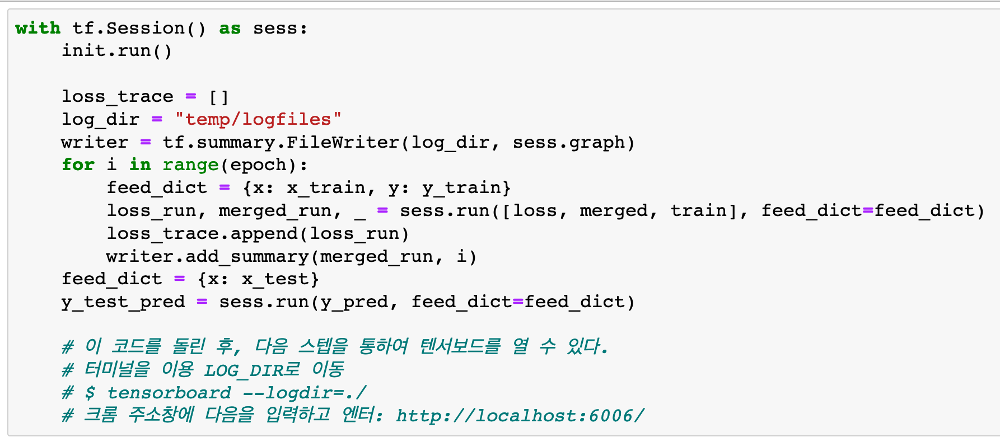 with tf.Session() as sess:
    init.run()

    loss_trace = []
    log_dir = "temp/logfiles"
    writer = tf.summary.FileWriter(log_dir, sess.graph)
    for i in range(epoch):
        feed_dict = {x: x_train, y: y_train}
        loss_run, merged_run, _ = sess.run([loss, merged, train], feed_dict=feed_dict)
        loss_trace.append(loss_run)
        writer.add_summary(merged_run, i)
    feed_dict = {x: x_test}
    y_test_pred = sess.run(y_pred, feed_dict=feed_dict)

    # 이 코드를 돌린 후, 다음 스텝을 통하여 텐서보드를 열 수 있다.
    # 터미널을 이용 LOG_DIR로 이동
    # $ tensorboard --logdir=./
    # 크롬 주소창에 다음을 입력하고 엔터: http://localhost:6006/